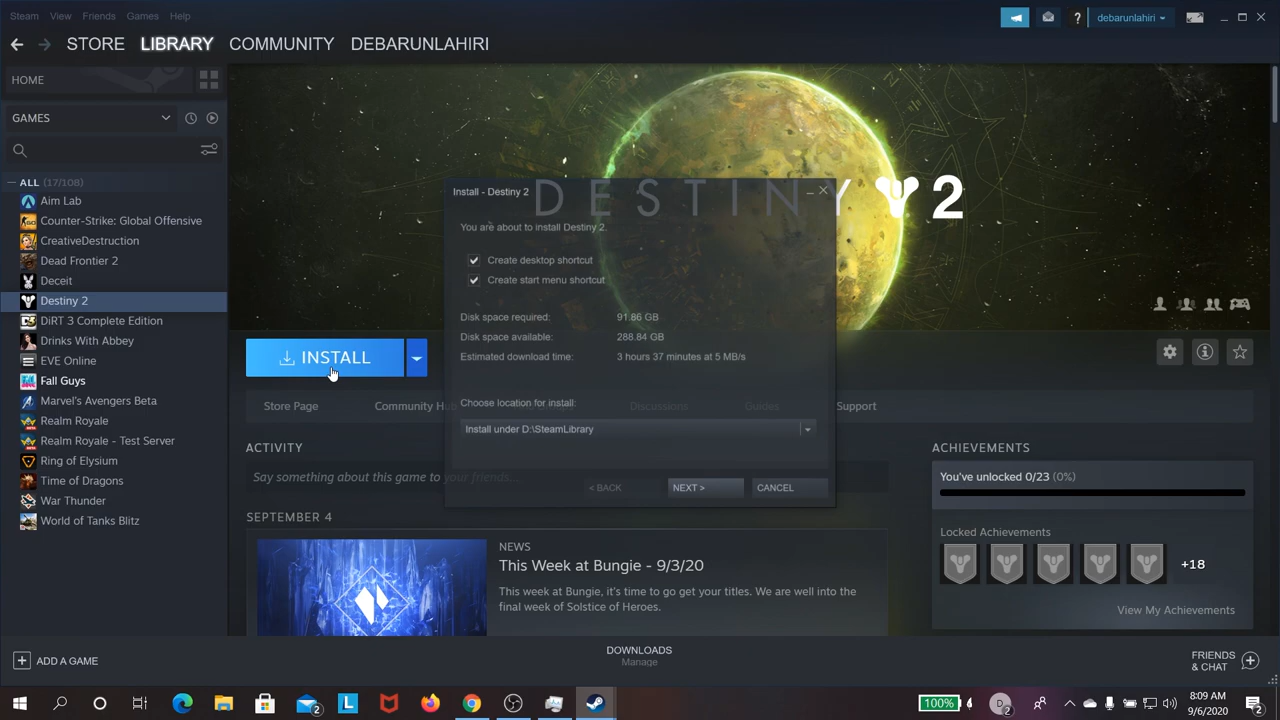 Steam View Friends Games Help
debarunlahiri
STORE LIBRARY COMMUNITY DEBARUNLAHIRI
HOME
GAMES
ALL (17/108)
Aim Lab
Counter-Strike: Global Offensive
CreativeDestruction
Dead Frontier 2
Deceit
Destiny 2
DiRT 3 Complete Edition
Drinks With Abbey
EVE Online
Fall Guys
Marvel's Avengers Beta
Realm Royale
Realm Royale - Test Server
Ring of Elysium
Time of Dragons
War Thunder
World of Tanks Blitz
ADD A GAME
DESTINY 2
Install - Destiny 2
You are about to install Destiny 2.
Create desktop shortcut
Create start menu shortcut
Disk space required: 91.86 GB
Disk space available: 288.84 GB
Estimated download time: 3 hours 37 minutes at 5 MB/s
Choose location for install:
Install under D:\SteamLibrary
< BACK NEXT > CANCEL
INSTALL
Store Page Community Hub Discussions Guides Support
ACTIVITY
Say something about this game to your friends...
SEPTEMBER 4
NEWS
This Week at Bungie - 9/3/20
This week at Bungie, it's time to go get your titles. We are well into the
final week of Solstice of Heroes.
ACHIEVEMENTS
You've unlocked 0/23 (0%)
Locked Achievements
+18
View My Achievements
DOWNLOADS
Manage
FRIENDS
& CHAT
2
L
100%
D
2
8:09 AM
9/6/2020
2